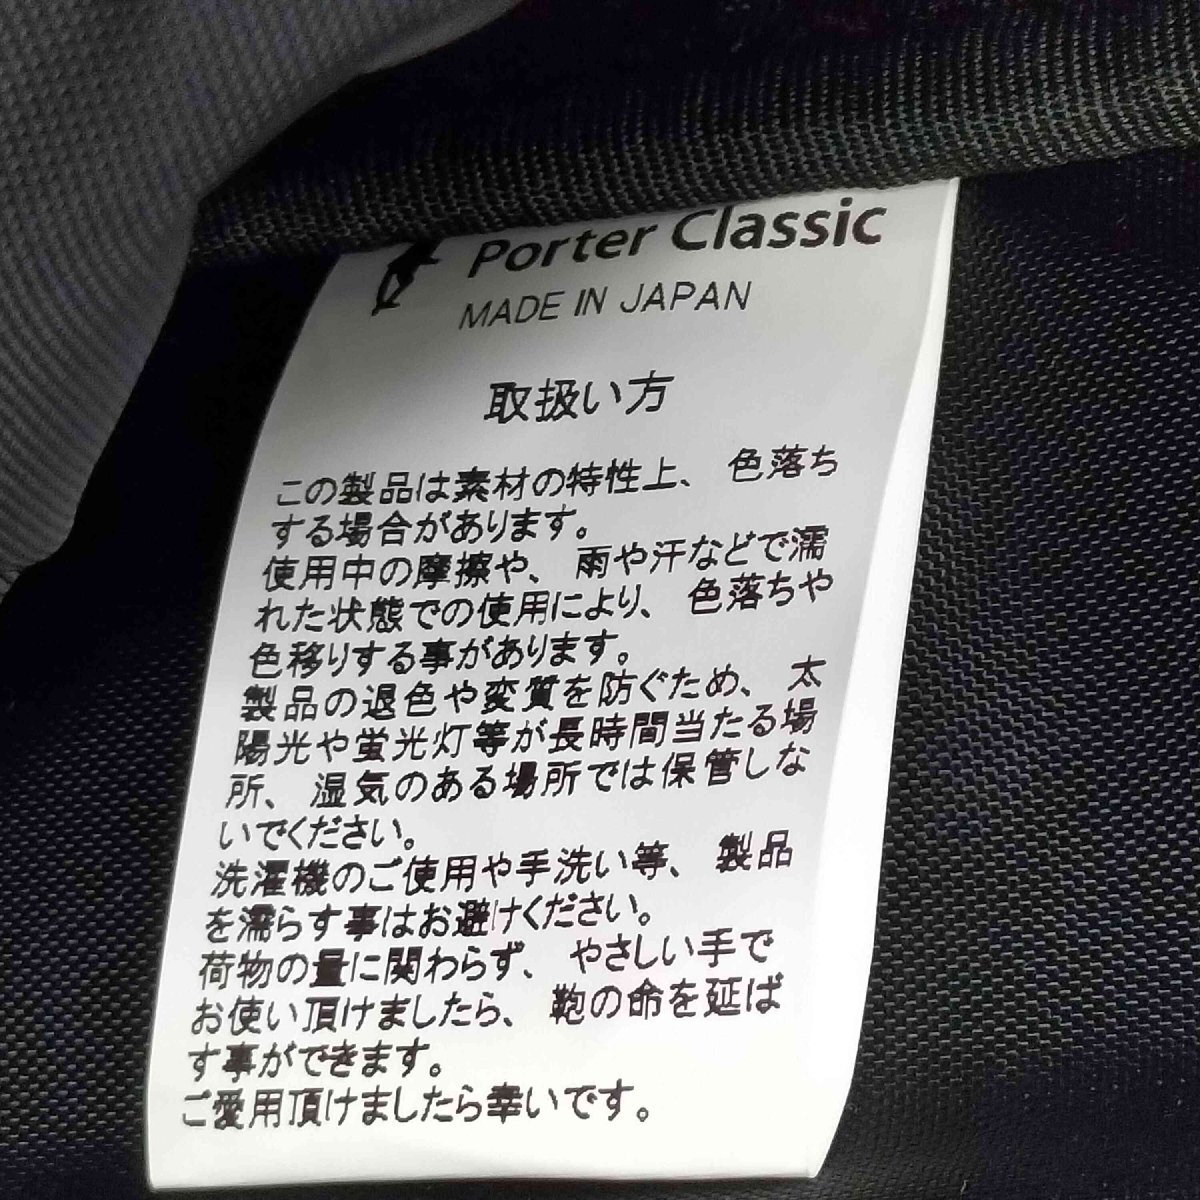 Porter Classic
MADE IN JAPAN
取扱い方
この製品は素材の特性上、色落ち
する場合があります。
使用中の摩擦や、雨や汗などで濡
れた状態での使用により、色落ちや
色移りする事があります。
製品の退色や変質を防ぐため、太
陽光や蛍光灯等が長時間当たる場
所、湿気のある場所では保管しな
いでください。
洗濯機のご使用や手洗い等、製品
を濡らす事はお避けください。
荷物の量に関わらず、やさしい手で
お使い頂けましたら、鞄の命を延ば
す事ができます。
ご愛用頂けましたら幸いです。